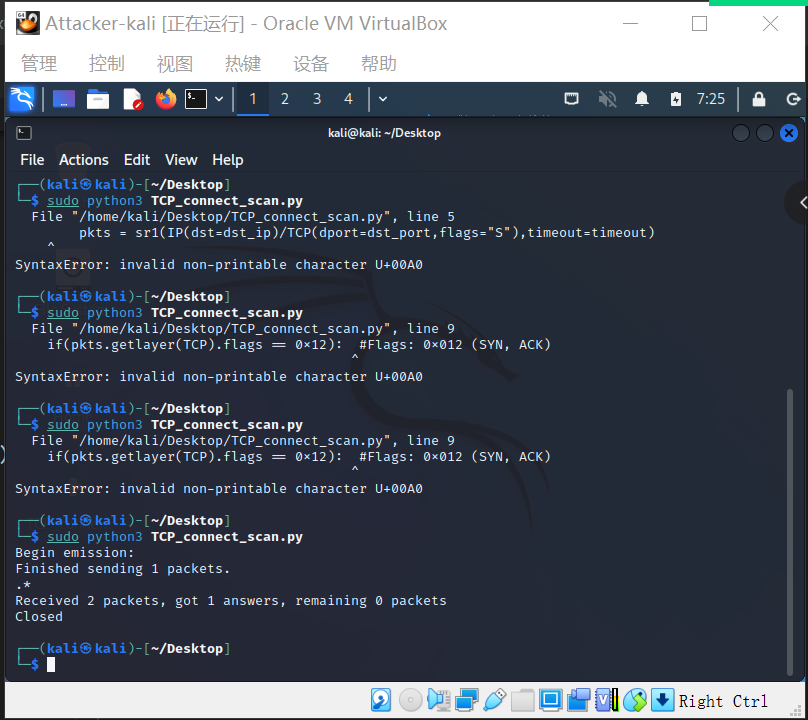 Attacker-kali [正在运行] - Oracle VM VirtualBox
管理 控制 视图 热键 设备 帮助
1 2 3 4 7:25
kali@kali: ~/Desktop
File Actions Edit View Help
┌──(kali㉿kali)-[~/Desktop]
└─$ sudo python3 TCP_connect_scan.py
  File "/home/kali/Desktop/TCP_connect_scan.py", line 5
        pkts = sr1(IP(dst=dst_ip)/TCP(dport=dst_port,flags="S"),timeout=timeout)
    ^
SyntaxError: invalid non-printable character U+00A0
┌──(kali㉿kali)-[~/Desktop]
└─$ sudo python3 TCP_connect_scan.py
  File "/home/kali/Desktop/TCP_connect_scan.py", line 9
    if(pkts.getlayer(TCP).flags == 0×12):  #Flags: 0×012 (SYN, ACK)
                                          ^
SyntaxError: invalid non-printable character U+00A0
┌──(kali㉿kali)-[~/Desktop]
└─$ sudo python3 TCP_connect_scan.py
  File "/home/kali/Desktop/TCP_connect_scan.py", line 9
    if(pkts.getlayer(TCP).flags == 0×12):  #Flags: 0×012 (SYN, ACK)
                                          ^
SyntaxError: invalid non-printable character U+00A0
┌──(kali㉿kali)-[~/Desktop]
└─$ sudo python3 TCP_connect_scan.py
Begin emission:
Finished sending 1 packets.
.*
Received 2 packets, got 1 answers, remaining 0 packets
Closed
┌──(kali㉿kali)-[~/Desktop]
└─$
Right Ctrl